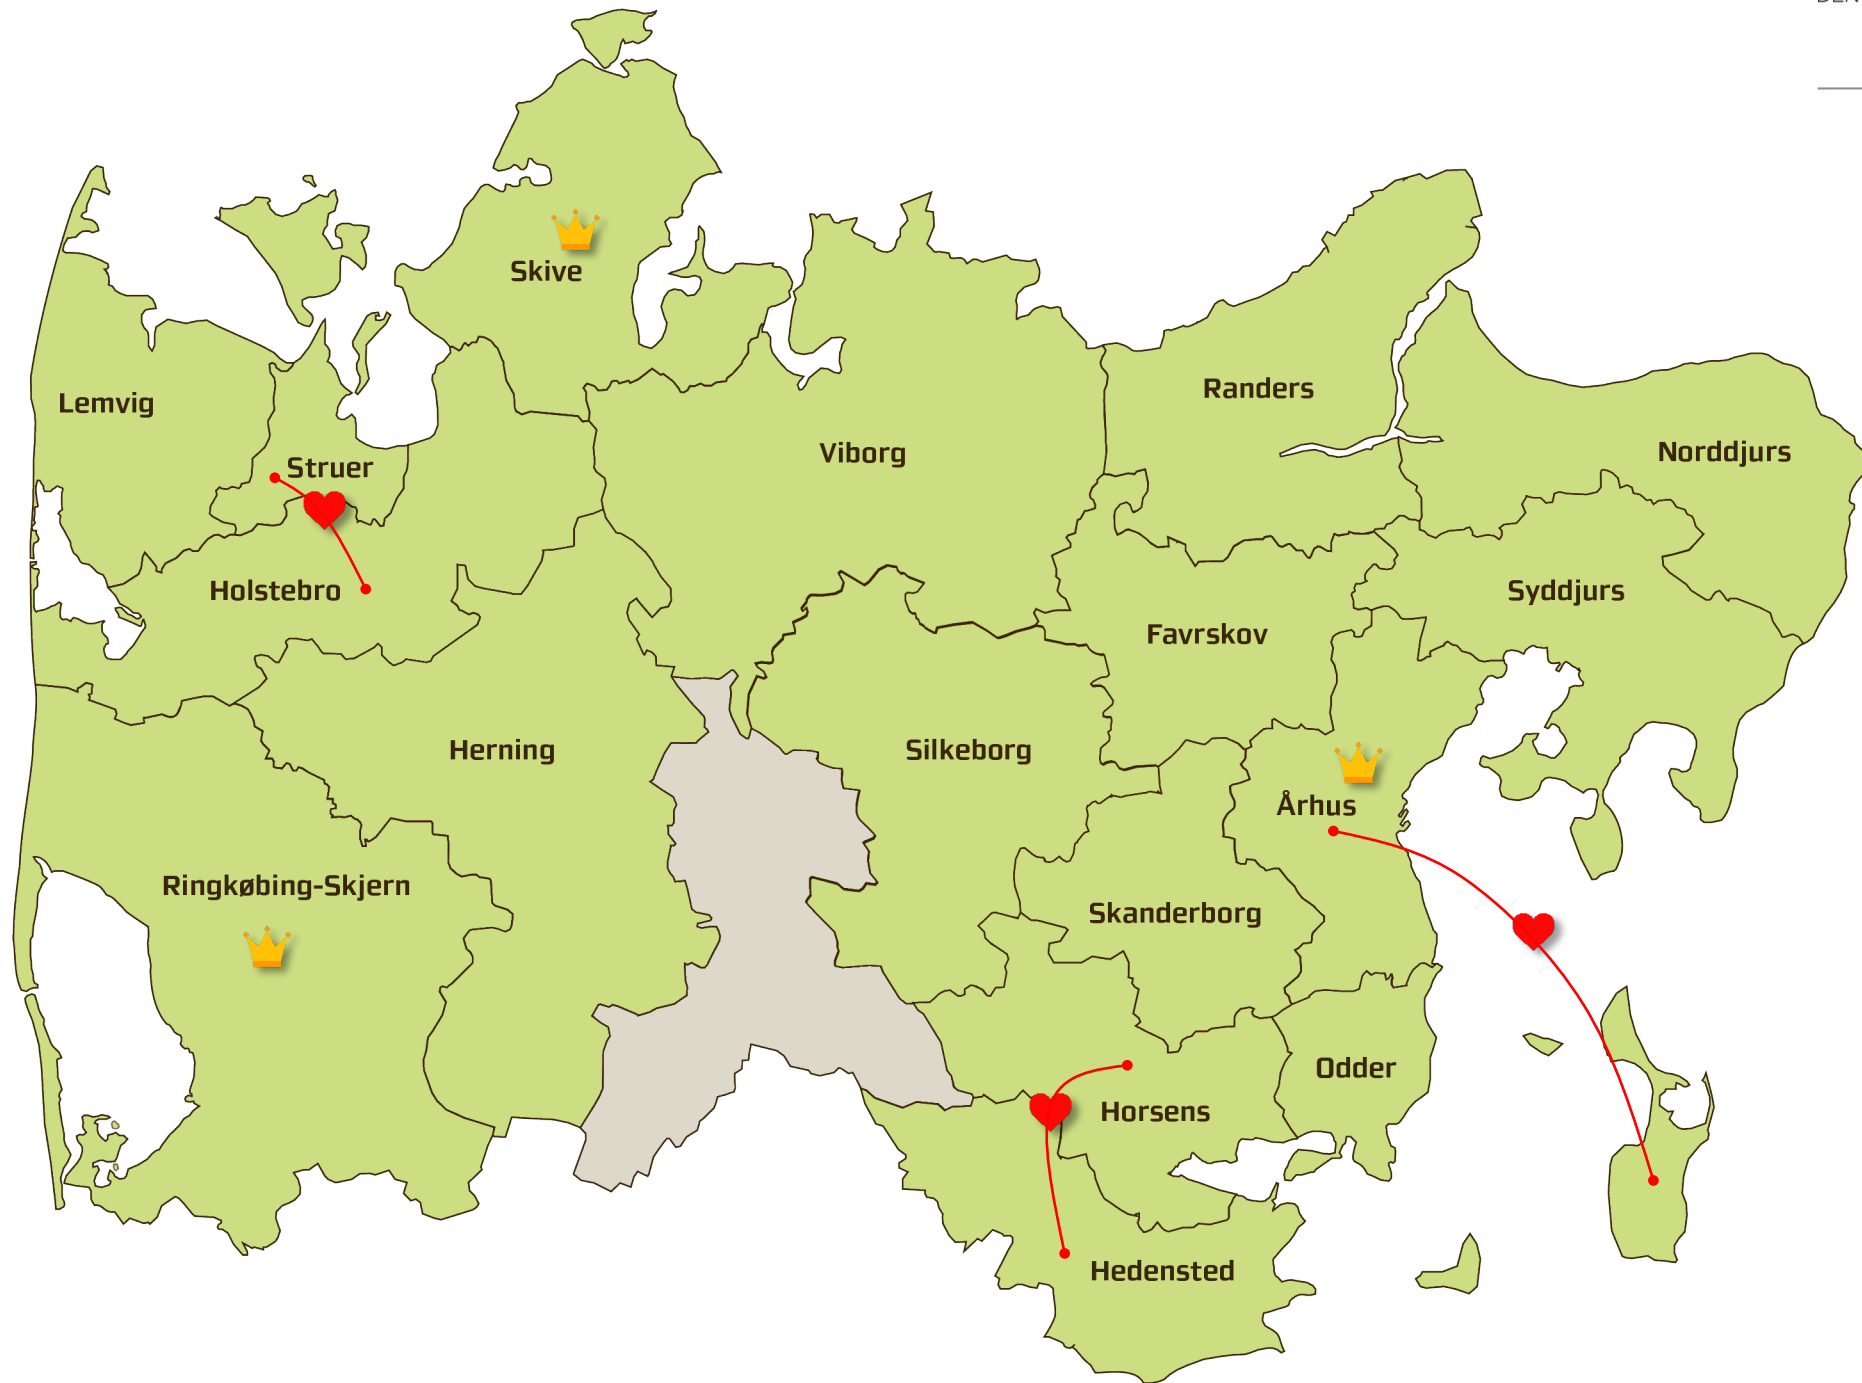 Skive
Lemvig
Randers
Viborg
Norddjurs
Struer
Holstebro
Syddjurs
Favrskov
Herning
Silkeborg
Århus
Ringkøbing-Skjern
Skanderborg
Odder
Horsens
Hedensted